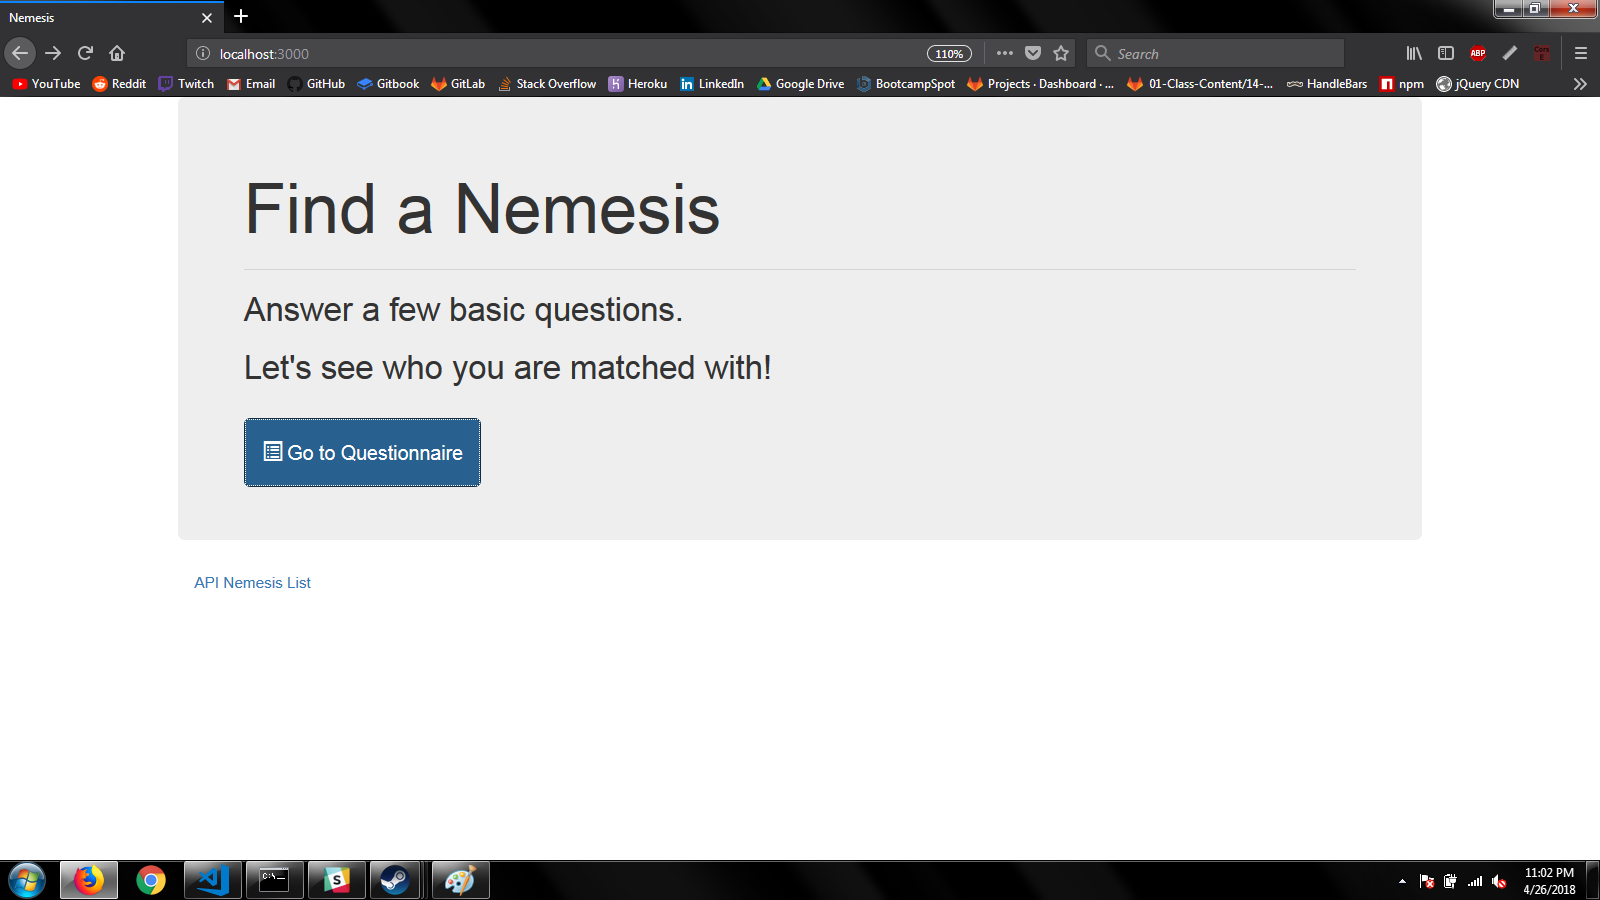 Nemesis
localhost:3000
110%
Search
ABP
YouTube
Reddit
Twitch
Email
GitHub
Gitbook
GitLab
Stack Overflow
Heroku
LinkedIn
Google Drive
BootcampSpot
Projects · Dashboard · ...
01-Class-Content/14-...
HandleBars
npm
jQuery CDN
Find a Nemesis
Answer a few basic questions.
Let's see who you are matched with!
Go to Questionnaire
API Nemesis List
11:02 PM
4/26/2018